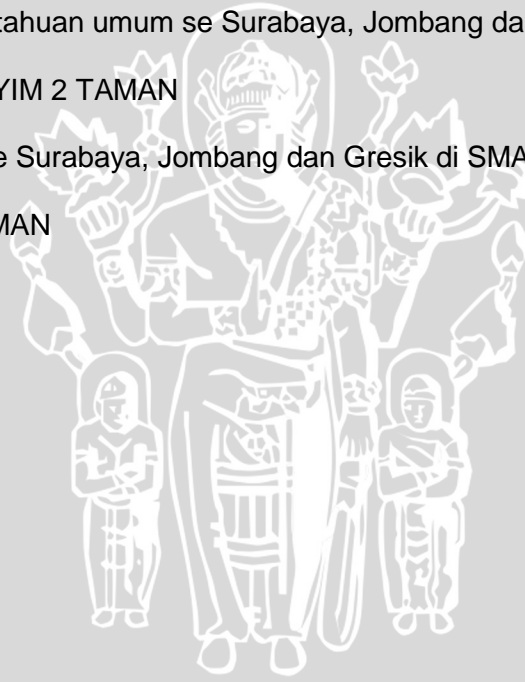 tahuan umum se Surabaya, Jombang da
YIM 2 TAMAN
e Surabaya, Jombang dan Gresik di SMA
MAN